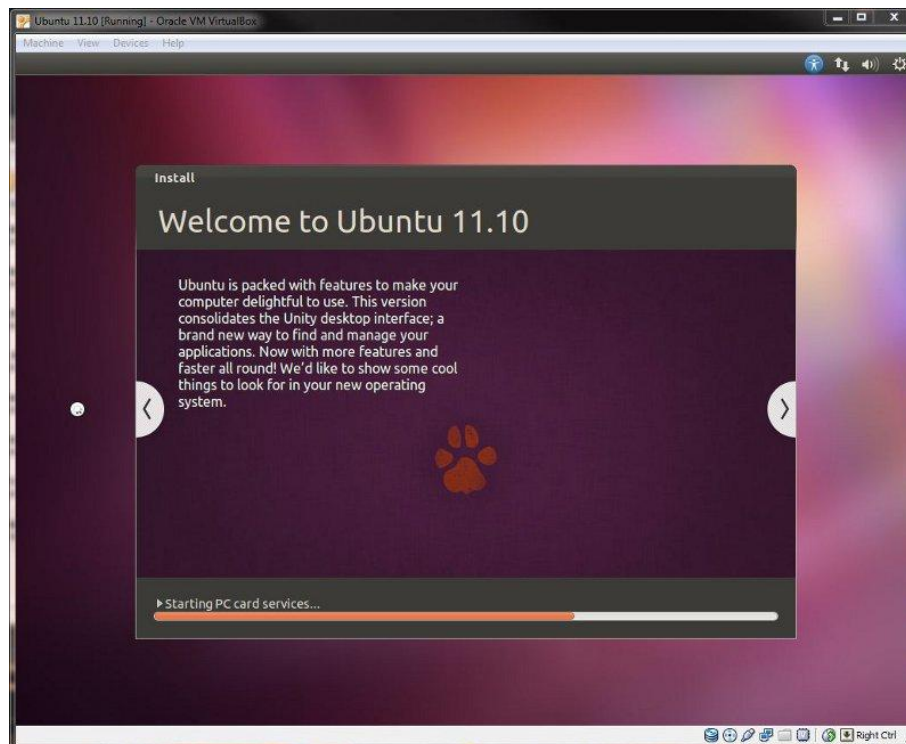 Ubuntu 11.10 [Running] - Oracle VM VirtualBox
Machine View Devices Help
Install
Welcome to Ubuntu 11.10
Ubuntu is packed with features to make your
computer delightful to use. This version
consolidates the Unity desktop interface; a
brand new way to find and manage your
applications. Now with more features and
faster all round! We'd like to show some cool
things to look for in your new operating
system.
Starting PC card services...
Right Ctrl